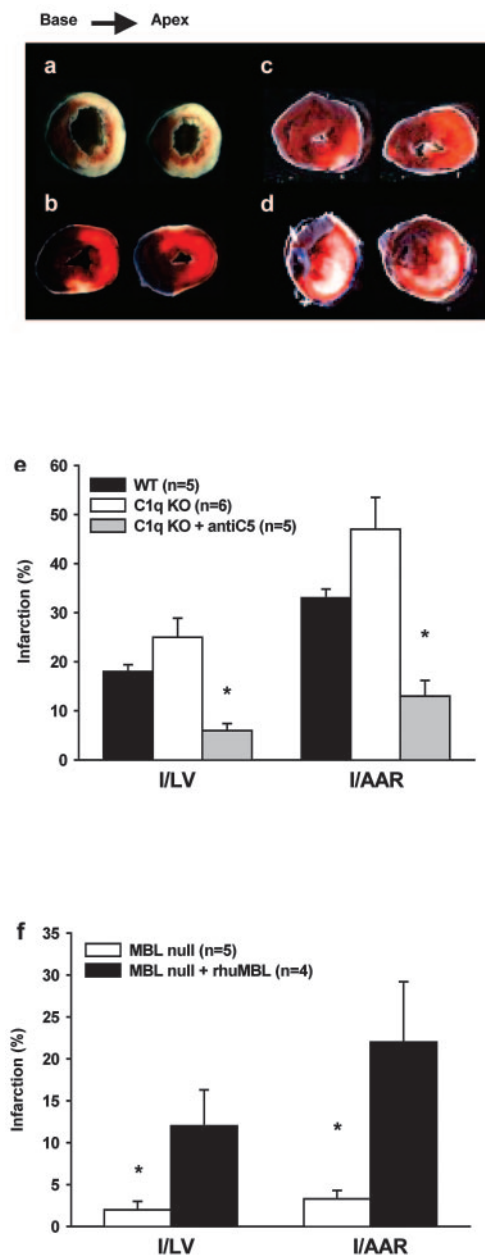 Base Apex
a
c
b
d
e
60
50
40
30
20
10
0
Infarction (%)
WT (n=5)
C1q KO (n=6)
C1q KO + antiC5 (n=5)
*
*
I/LV I/AAR
f
35
30
25
20
15
10
5
0
Infarction (%)
MBL null (n=5)
MBL null + rhuMBL (n=4)
*
*
I/LV I/AAR